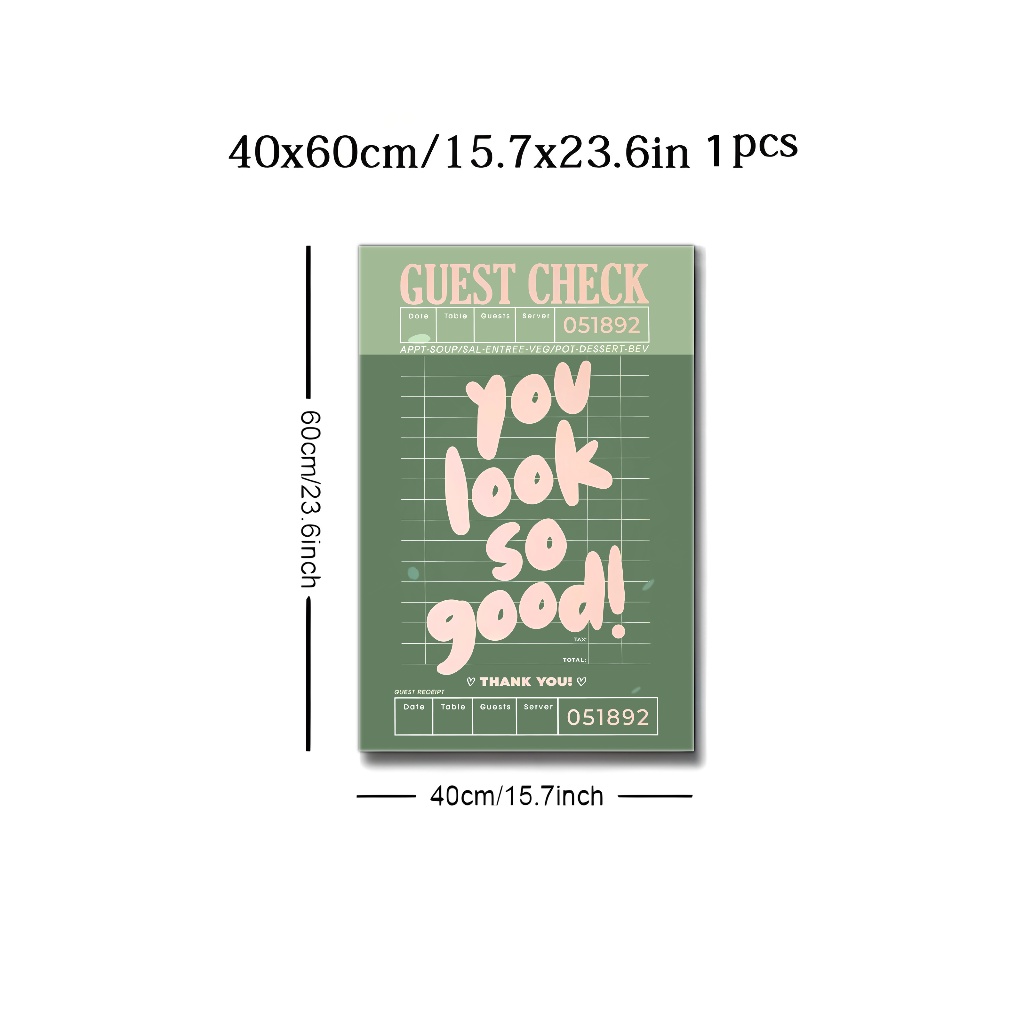 40x60cm/15.7x23.6in 1pcs
GUEST CHECK
Date Table Guests Server 051892
APPT-SOUP/SAL-ENTREE-VEG/POT-DESSERT-BEV
you
look
so
good!
TAX
TOTAL:
♡ THANK YOU! ♡
GUEST RECEIPT
Date Table Guests Server 051892
60cm/23.6inch
40cm/15.7inch